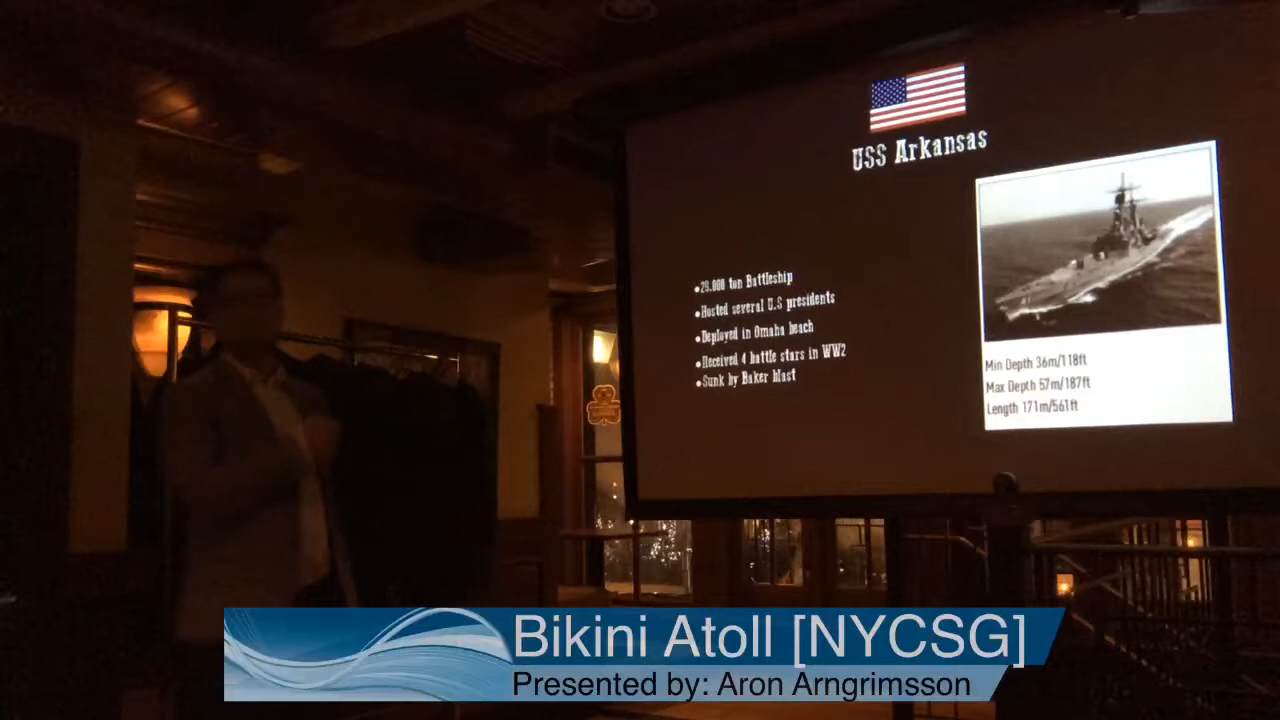 USS Arkansas
•29.000 ton Battleship
•Hosted several U.S presidents
•Deployed in Omaha beach
•Received 4 battle stars in WW2
•Sunk by Baker blast
Min Depth 36m/118ft
Max Depth 57m/187ft
Length 171m/561ft
Bikini Atoll [NYCSG]
Presented by: Aron Arngrimsson